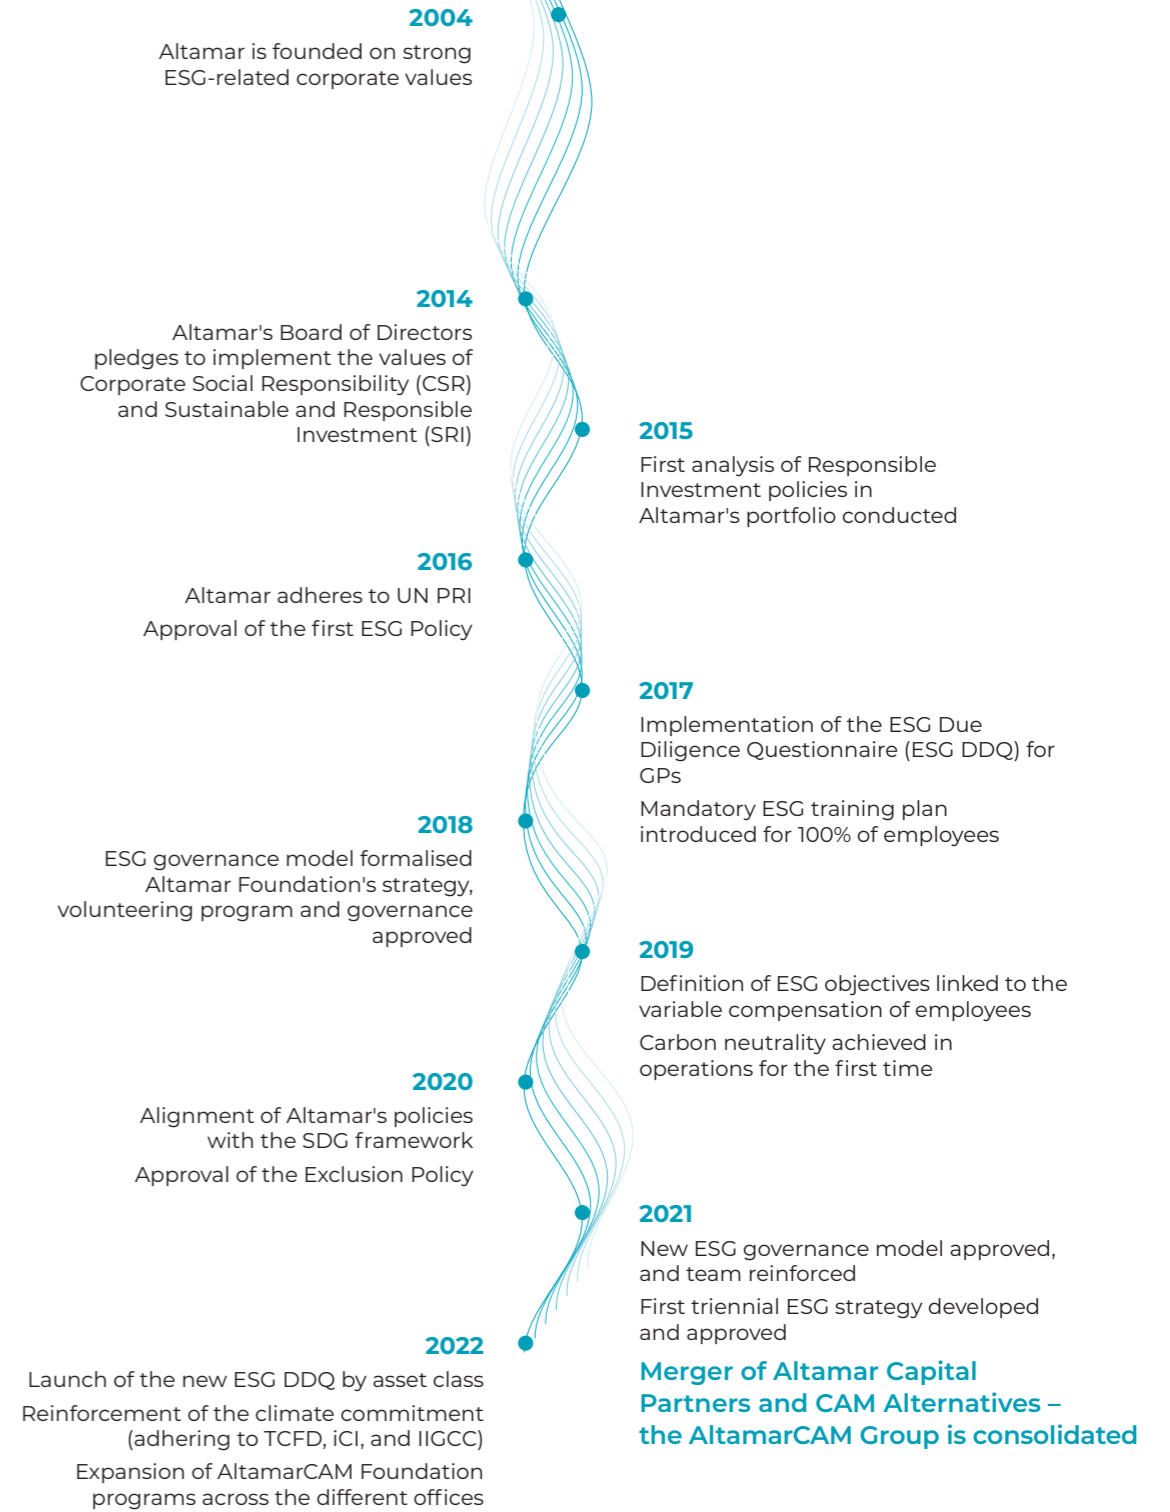 2004
Altamar is founded on strong
ESG-related corporate values
2014
Altamar's Board of Directors
pledges to implement the values of
Corporate Social Responsibility (CSR)
and Sustainable and Responsible
Investment (SRI)
2015
First analysis of Responsible
Investment policies in
Altamar's portfolio conducted
2016
Altamar adheres to UN PRI
Approval of the first ESG Policy
2017
Implementation of the ESG Due
Diligence Questionnaire (ESG DDQ) for
GPs
Mandatory ESG training plan
introduced for 100% of employees
2018
ESG governance model formalised
Altamar Foundation's strategy,
volunteering program and governance
approved
2019
Definition of ESG objectives linked to the
variable compensation of employees
Carbon neutrality achieved in
operations for the first time
2020
Alignment of Altamar's policies
with the SDG framework
Approval of the Exclusion Policy
2021
New ESG governance model approved,
and team reinforced
First triennial ESG strategy developed
and approved
Merger of Altamar Capital
Partners and CAM Alternatives –
the AltamarCAM Group is consolidated
2022
Launch of the new ESG DDQ by asset class
Reinforcement of the climate commitment
(adhering to TCFD, iCI, and IIGCC)
Expansion of AltamarCAM Foundation
programs across the different offices